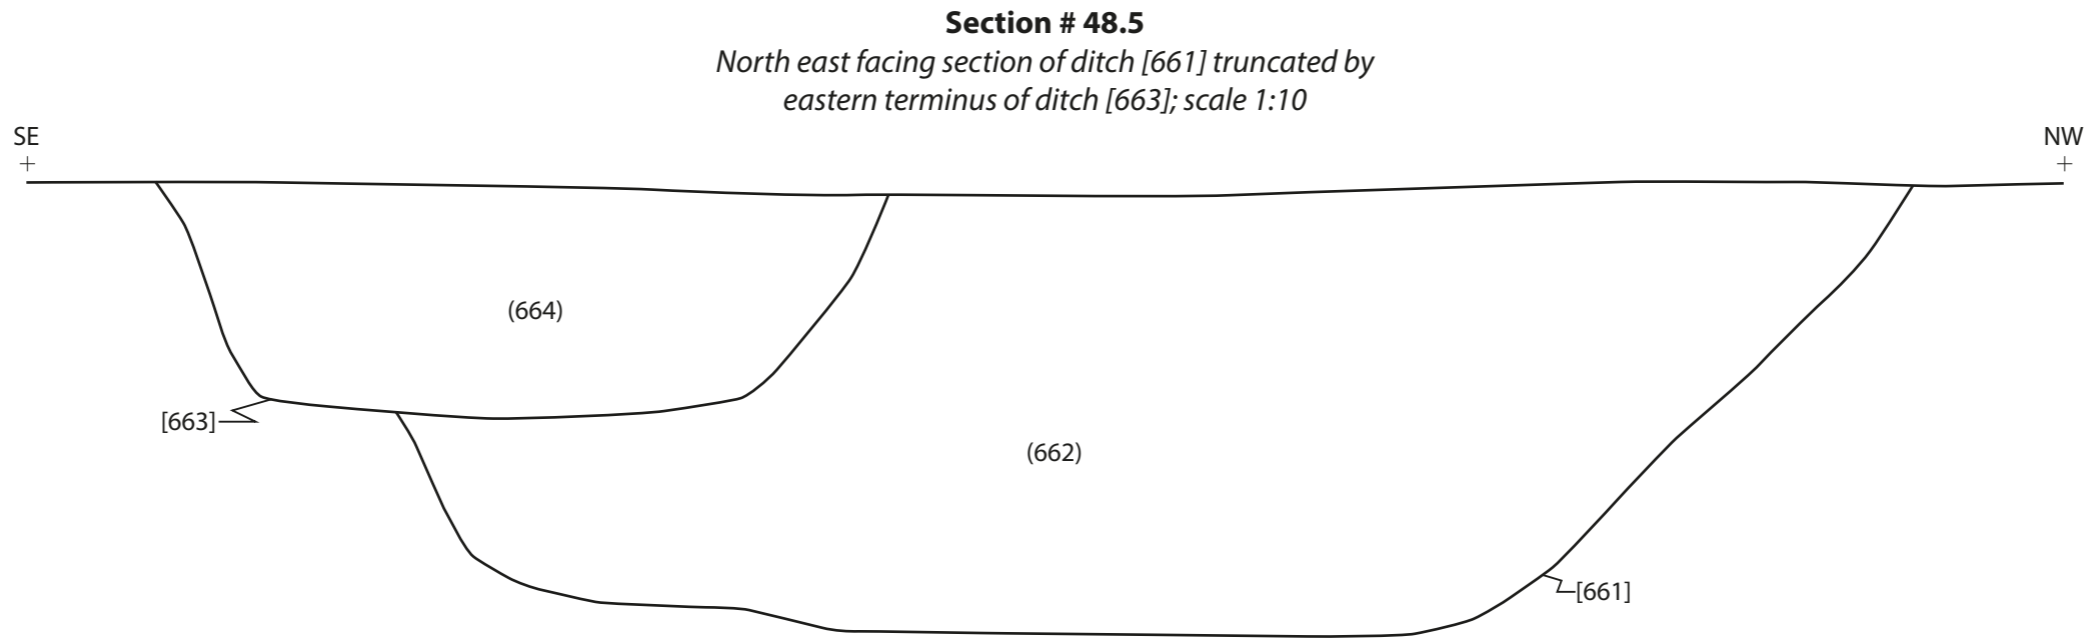 Section # 48.5
North east facing section of ditch [661] truncated by
eastern terminus of ditch [663]; scale 1:10
SE
NW
+
+
(664)
[663]
(662)
[661]